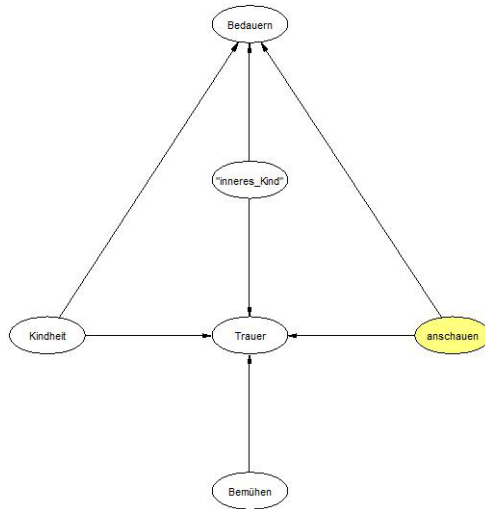 Bedauern
"inneres_Kind"
Kindheit
Trauer
anschauen
Bemühen